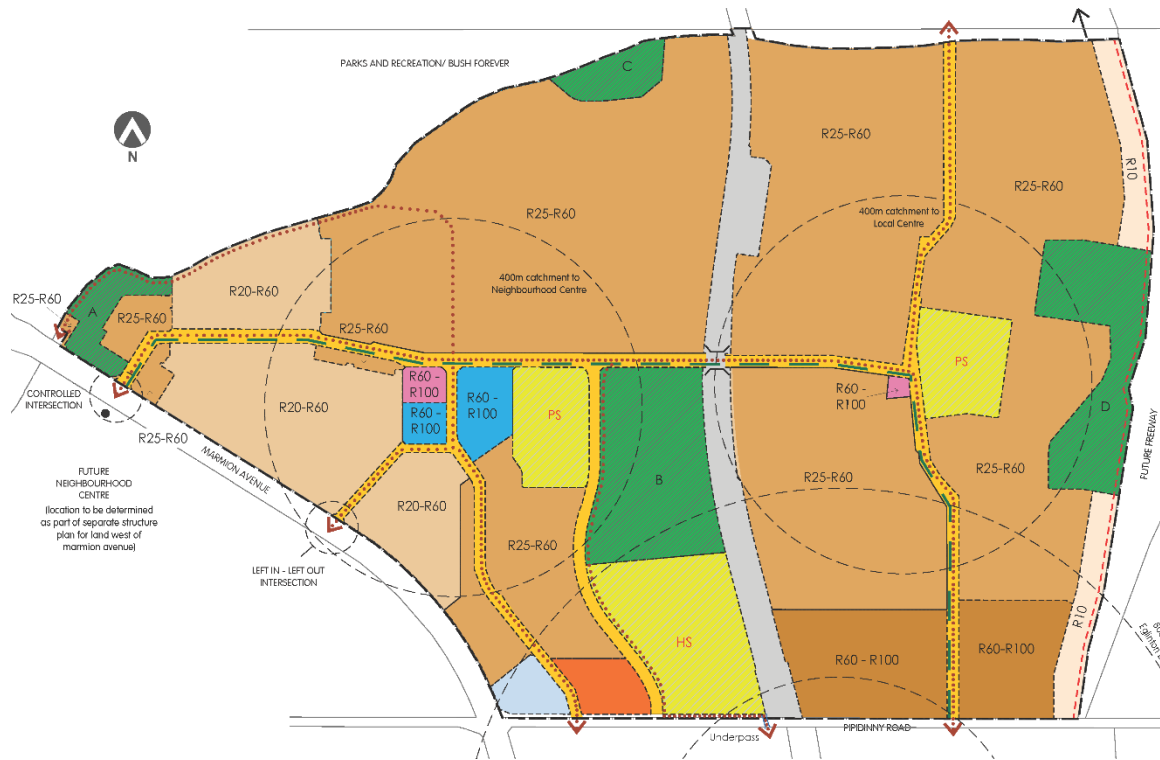 C
PARKS AND RECREATION/ BUSH FOREVER
N
R25-R60
R10
R25-R60
R25-R60
400m catchment to
Local Centre
400m catchment to
Neighbourhood Centre
R20-R60
R25-R60
A
R25-R60
R25-R60
PS
R60 -
R100
R60 -
R100
R60 -
R100
R60 -
R100
CONTROLLED
INTERSECTION
R20-R60
PS
D
R25-R60
MARMION AVENUE
FUTURE
NEIGHBOURHOOD
CENTRE
(location to be determined
as part of separate structure
plan for land west of
marmion avenue)
B
R25-R60
R25-R60
FUTURE FREEWAY
R20-R60
R25-R60
LEFT IN - LEFT OUT
INTERSECTION
R10
HS
R60 - R100
R60-R100
Eglinton
Underpass
PIPIDINNY ROAD